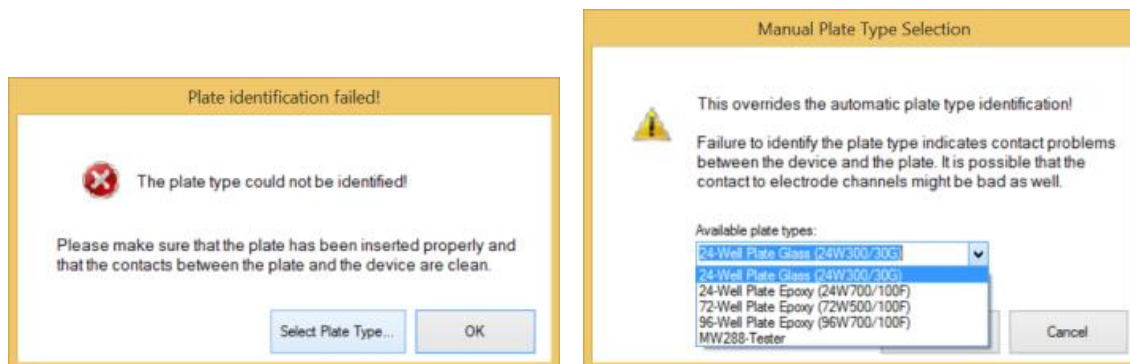 Plate identification failed!
The plate type could not be identified!
Please make sure that the plate has been inserted properly and
that the contacts between the plate and the device are clean.
Select Plate Type...
OK
Manual Plate Type Selection
This overrides the automatic plate type identification!
Failure to identify the plate type indicates contact problems
between the device and the plate. It is possible that the
contact to electrode channels might be bad as well.
Available plate types:
24-Well Plate Glass (24W300/30G)
24-Well Plate Glass (24W300/30G)
24-Well Plate Epoxy (24W700/100F)
72-Well Plate Epoxy (72W500/100F)
96-Well Plate Epoxy (96W700/100F)
MW288-Tester
Cancel